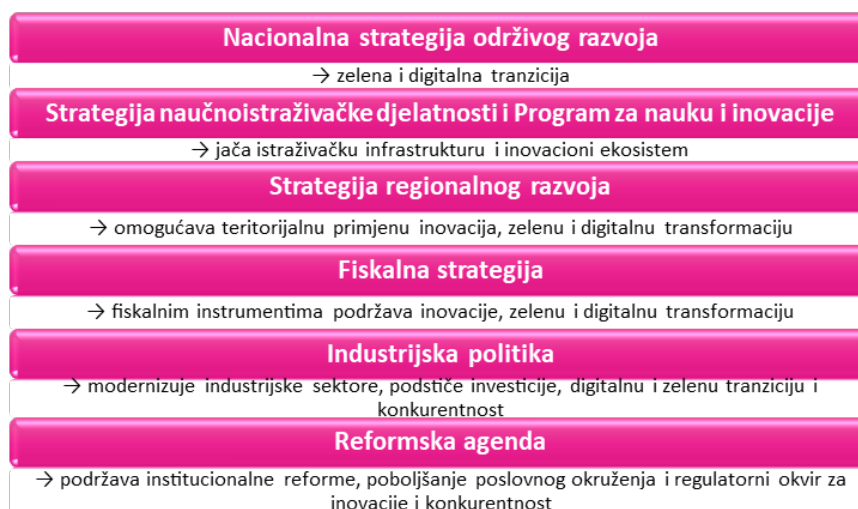 Nacionalna strategija održivog razvoja
→ zelena i digitalna tranzicija
Strategija naučnoistraživačke djelatnosti i Program za nauku i inovacije
→ jača istraživačku infrastrukturu i inovacioni ekosistem
Strategija regionalnog razvoja
→ omogućava teritorijalnu primjenu inovacija, zelenu i digitalnu transformaciju
Fiskalna strategija
→ fiskalnim instrumentima podržava inovacije, zelenu i digitalnu transformaciju
Industrijska politika
→ modernizuje industrijske sektore, podstiče investicije, digitalnu i zelenu tranziciju i
konkurentnost
Reformska agenda
→ podržava institucionalne reforme, poboljšanje poslovnog okruženja i regulatorni okvir za
inovacije i konkurentnost